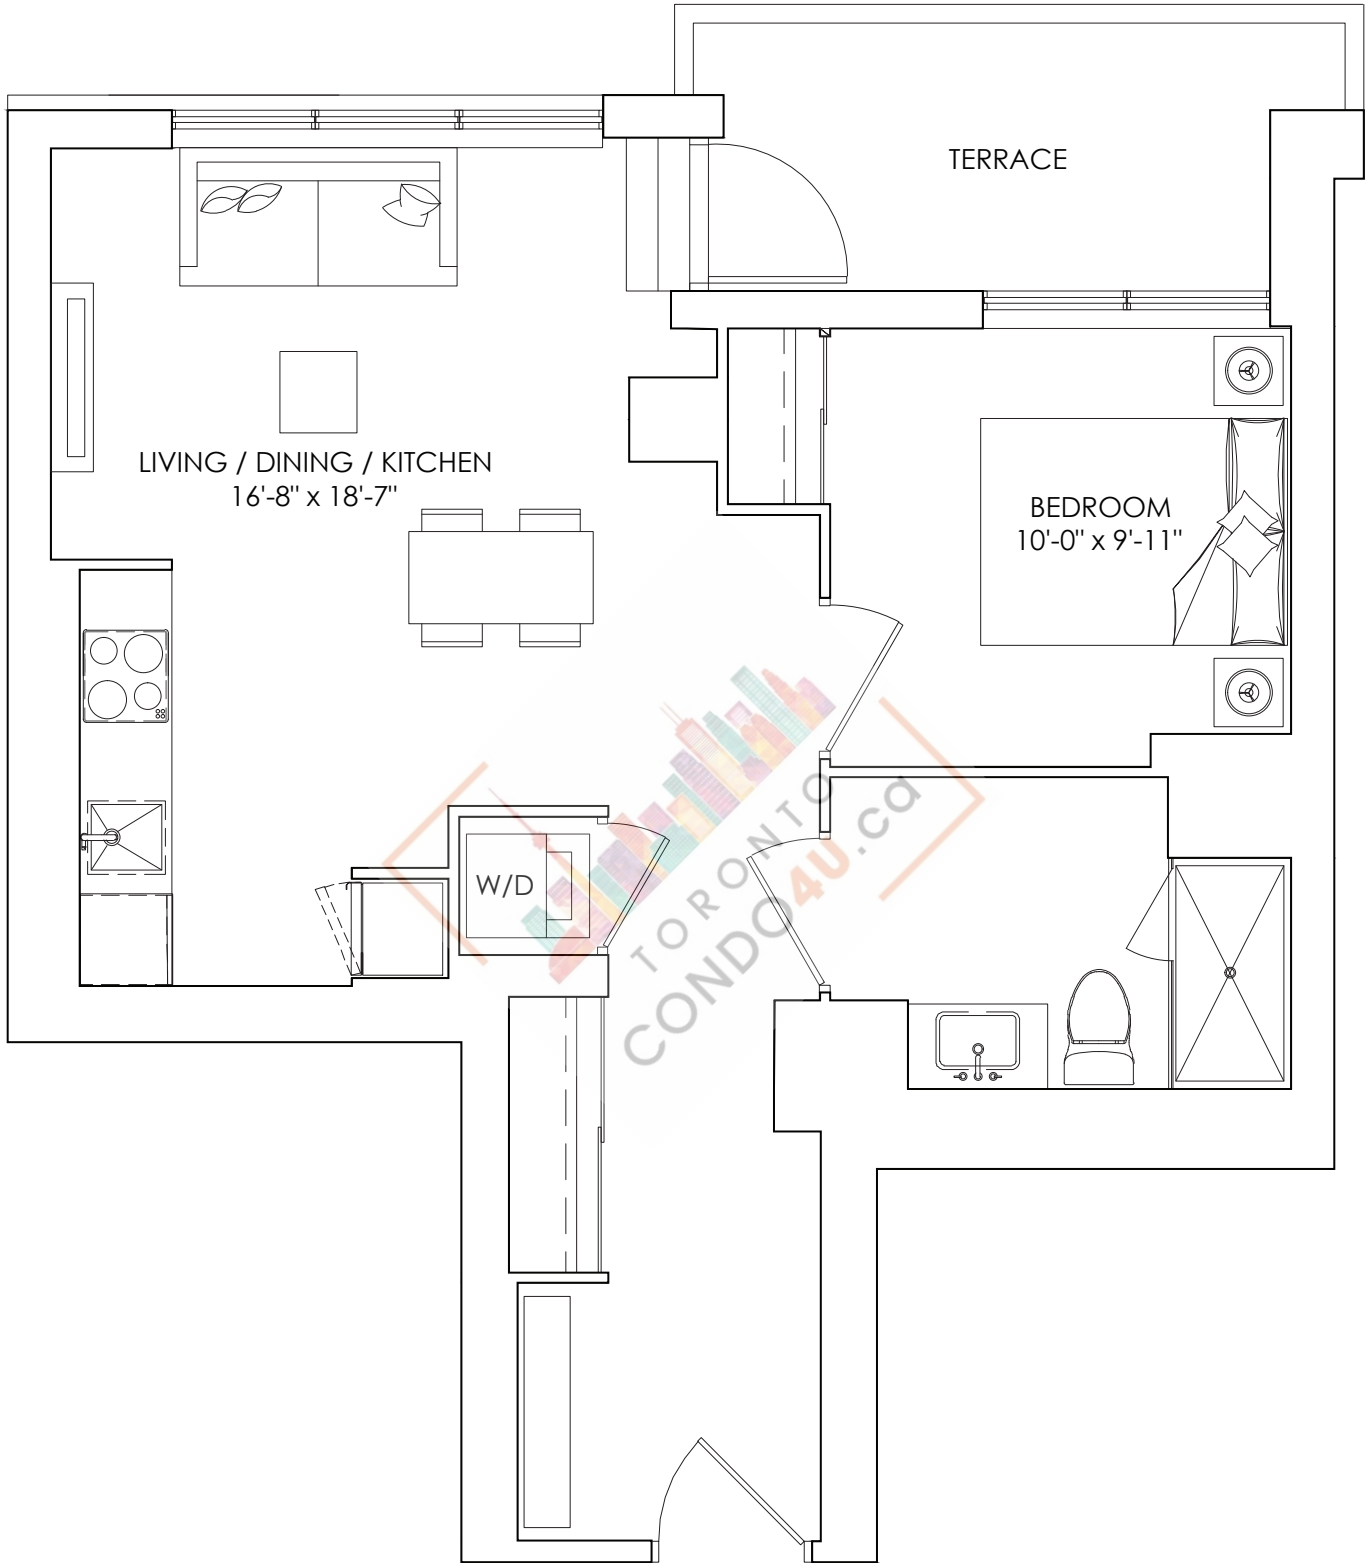 TERRACE
LIVING / DINING / KITCHEN
16'-8" x 18'-7"
BEDROOM
10'-0" x 9'-11"
W/D
TORONTO
CONDO4U.ca